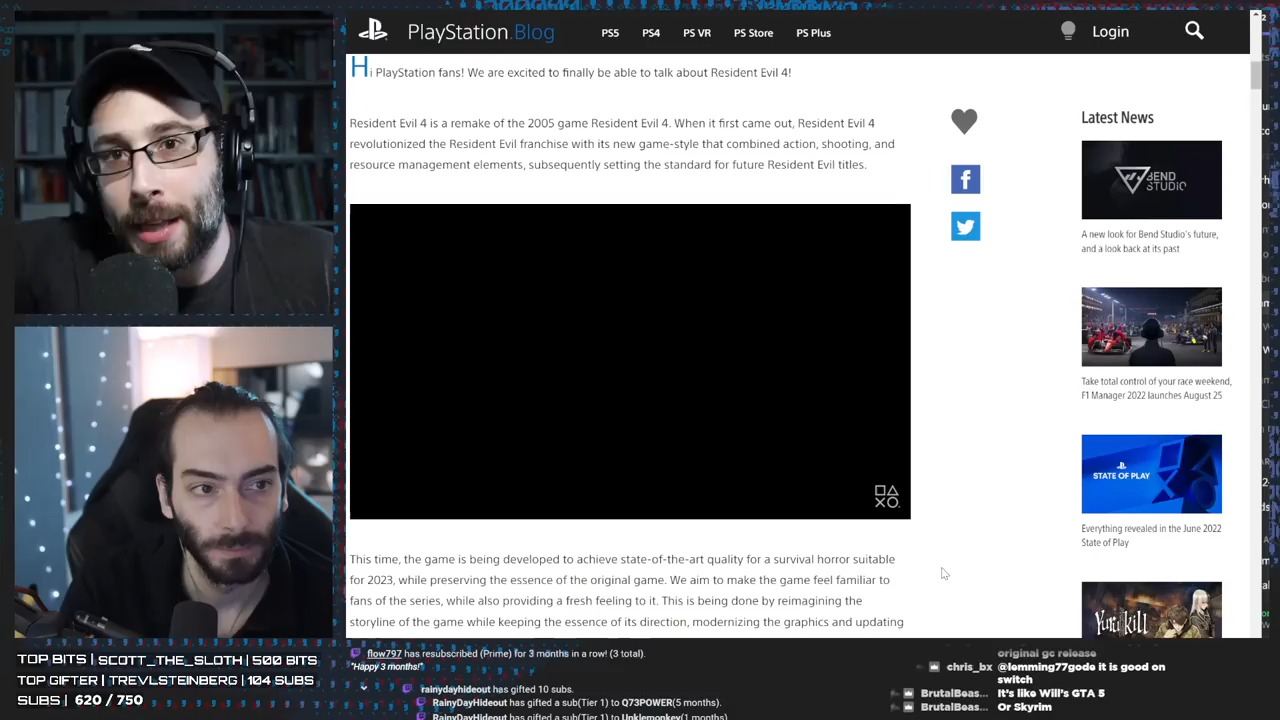 PlayStation.Blog
PS5
PS4
PS VR
PS Store
PS Plus
Login
Hi PlayStation fans! We are excited to finally be able to talk about Resident Evil 4!
Resident Evil 4 is a remake of the 2005 game Resident Evil 4. When it first came out, Resident Evil 4
revolutionized the Resident Evil franchise with its new game-style that combined action, shooting, and
resource management elements, subsequently setting the standard for future Resident Evil titles.
This time, the game is being developed to achieve state-of-the-art quality for a survival horror suitable
for 2023, while preserving the essence of the original game. We aim to make the game feel familiar to
fans of the series, while also providing a fresh feeling to it. This is being done by reimagining the
storyline of the game while keeping the essence of its direction, modernizing the graphics and updating
Latest News
BEND
STUDIO
A new look for Bend Studio's future,
and a look back at its past
Take total control of your race weekend,
F1 Manager 2022 launches August 25
STATE OF PLAY
Everything revealed in the June 2022
State of Play
Yurukill
TOP BITS | SCOTT_THE_SLOTH | 500 BITS
TOP GIFTER | TREVLSTEINBERG | 104 SUBS
SUBS | 620 / 750
flow797 has resubscribed (Prime) for 3 months in a row! (3 total).
"Happy 3 months!"
rainydayhideout has gifted 10 subs.
RainyDayHideout has gifted a sub(Tier 1) to Q73POWER(5 months).
RainyDayHideout has gifted a sub(Tier 1) to Unklemonkey(1 months)
original gc release
chris_bx @lemming77gode it is good on
switch
BrutalBeas... It's like Will's GTA 5
BrutalBeas... Or Skyrim